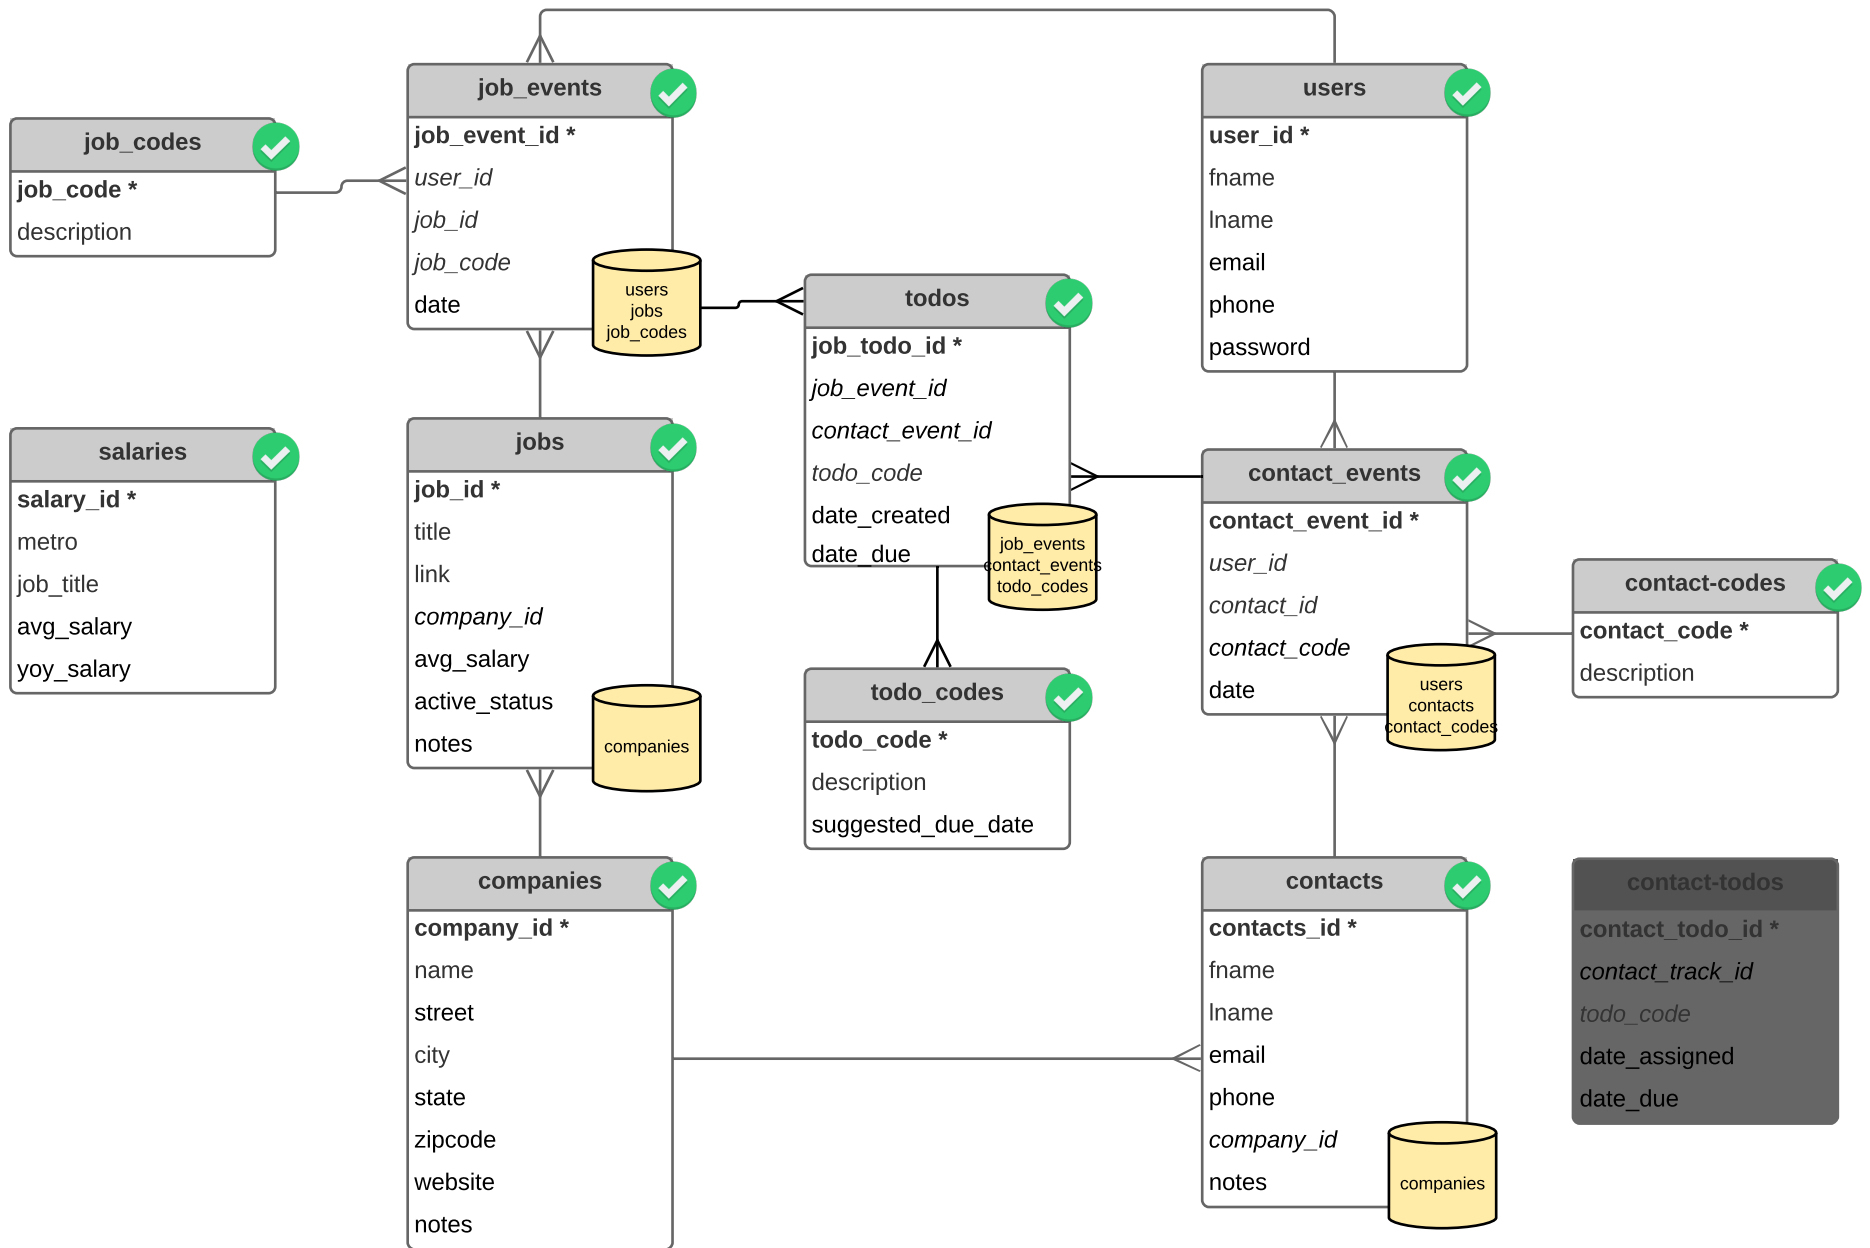 job_events
job_event_id *
user_id
job_id
job_code
date
users
jobs
job_codes
users
user_id *
fname
lname
email
phone
password
job_codes
job_code *
description
todos
job_todo_id *
job_event_id
contact_event_id
todo_code
date_created
date_due
job_events
contact_events
todo_codes
salaries
salary_id *
metro
job_title
avg_salary
yoy_salary
jobs
job_id *
title
link
company_id
avg_salary
active_status
notes
companies
contact_events
contact_event_id *
user_id
contact_id
contact_code
date
users
contacts
contact_codes
contact-codes
contact_code *
description
todo_codes
todo_code *
description
suggested_due_date
companies
company_id *
name
street
city
state
zipcode
website
notes
contacts
contacts_id *
fname
lname
email
phone
company_id
notes
companies
contact-todos
contact_todo_id *
contact_track_id
todo_code
date_assigned
date_due